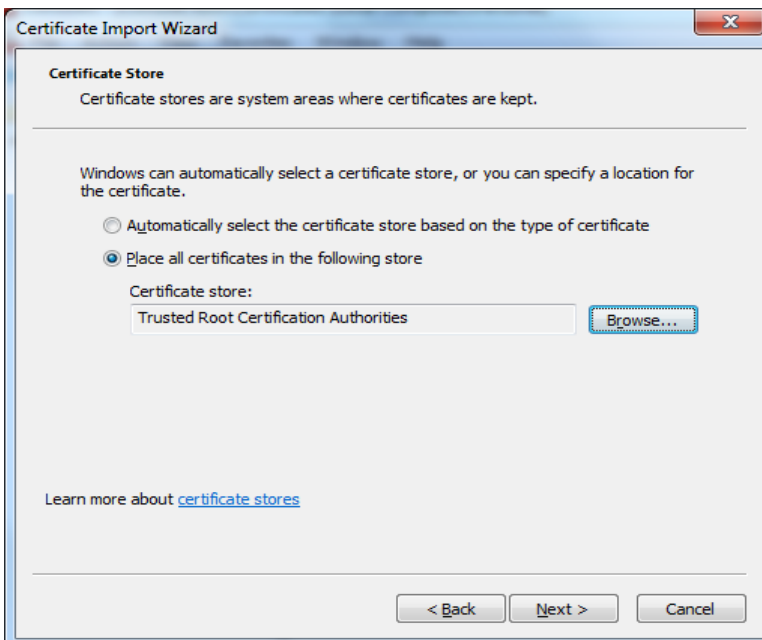 Certificate Import Wizard
Certificate Store
Certificate stores are system areas where certificates are kept.
Windows can automatically select a certificate store, or you can specify a location for
the certificate.
Automatically select the certificate store based on the type of certificate
Place all certificates in the following store
Certificate store:
Trusted Root Certification Authorities
Browse...
Learn more about certificate stores
< Back
Next >
Cancel